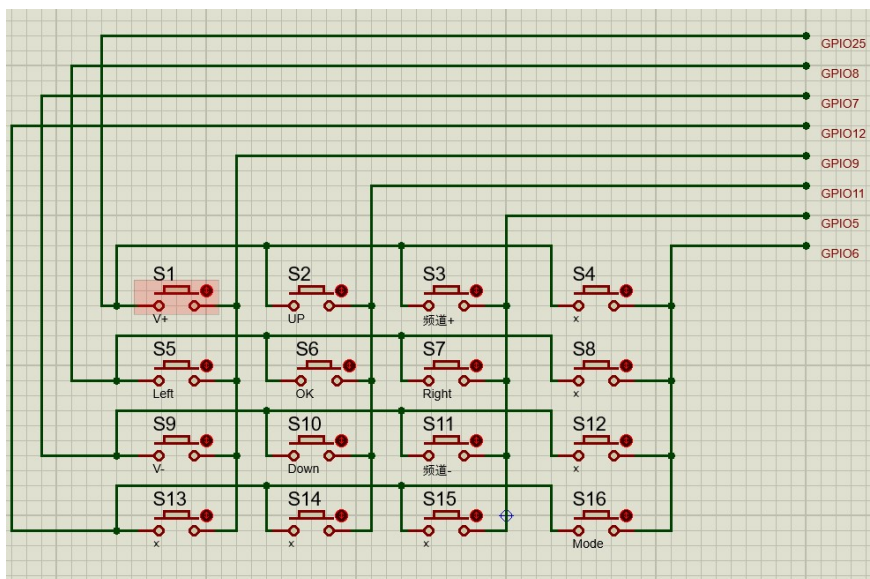 GPIO25
GPIO8
GPIO7
GPIO12
GPIO9
GPIO11
GPIO5
GPIO6
S1 S2 S3 S4
V+ UP 频道+ x
S5 S6 S7 S8
Left OK Right x
S9 S10 S11 S12
V- Down 频道- x
S13 S14 S15 S16
x x x Mode